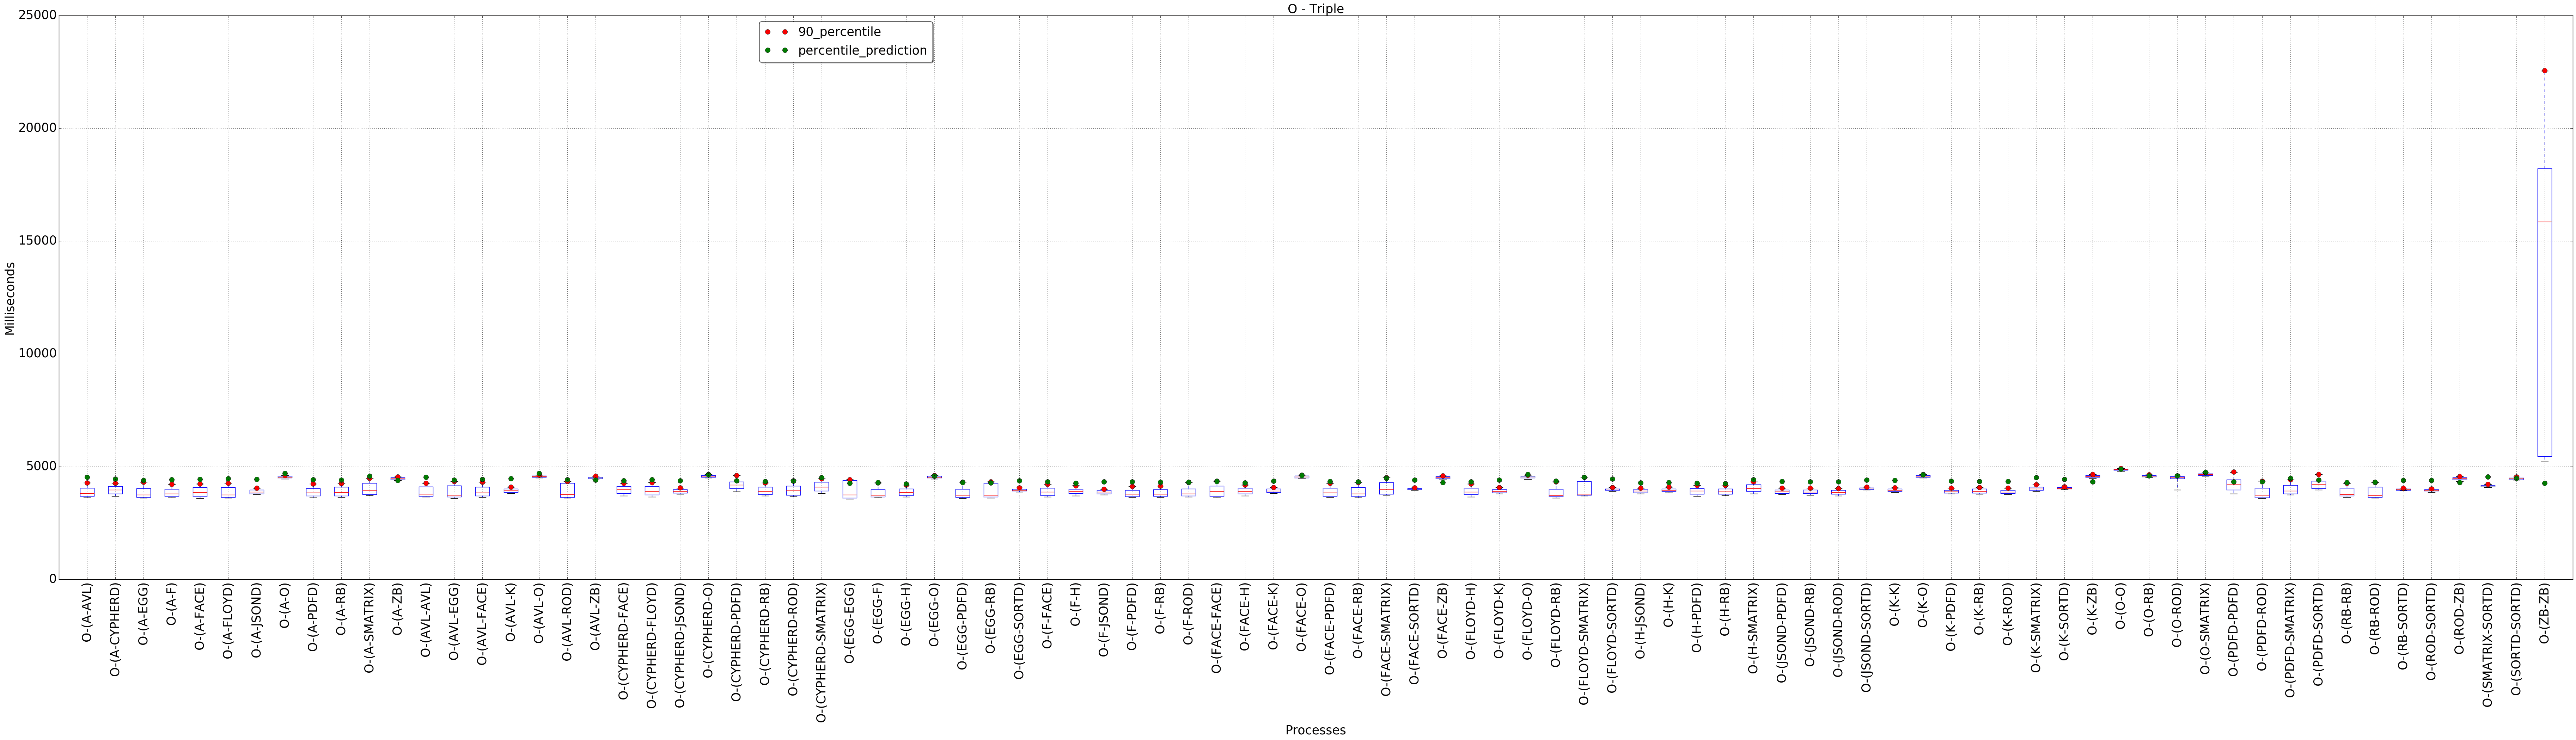 O - Triple
90_percentile
percentile_prediction
25000
20000
15000
10000
5000
0
Milliseconds
O-(A-AVL)
O-(A-CYPHERD)
O-(A-EGG)
O-(A-F)
O-(A-FACE)
O-(A-FLOYD)
O-(A-JSOND)
O-(A-O)
O-(A-PDFD)
O-(A-RB)
O-(A-SMATRIX)
O-(A-ZB)
O-(AVL-AVL)
O-(AVL-EGG)
O-(AVL-FACE)
O-(AVL-K)
O-(AVL-O)
O-(AVL-ROD)
O-(AVL-ZB)
O-(CYPHERD-FACE)
O-(CYPHERD-FLOYD)
O-(CYPHERD-JSOND)
O-(CYPHERD-O)
O-(CYPHERD-PDFD)
O-(CYPHERD-RB)
O-(CYPHERD-ROD)
O-(CYPHERD-SMATRIX)
O-(EGG-EGG)
O-(EGG-F)
O-(EGG-H)
O-(EGG-O)
O-(EGG-PDFD)
O-(EGG-RB)
O-(EGG-SORTD)
O-(F-FACE)
O-(F-H)
O-(F-JSOND)
O-(F-PDFD)
O-(F-RB)
O-(F-ROD)
O-(FACE-FACE)
O-(FACE-H)
O-(FACE-K)
O-(FACE-O)
O-(FACE-PDFD)
O-(FACE-RB)
O-(FACE-SMATRIX)
O-(FACE-SORTD)
O-(FACE-ZB)
O-(FLOYD-H)
O-(FLOYD-K)
O-(FLOYD-O)
O-(FLOYD-RB)
O-(FLOYD-SMATRIX)
O-(FLOYD-SORTD)
O-(H-JSOND)
O-(H-K)
O-(H-PDFD)
O-(H-RB)
O-(H-SMATRIX)
O-(JSOND-PDFD)
O-(JSOND-RB)
O-(JSOND-ROD)
O-(JSOND-SORTD)
O-(K-K)
O-(K-O)
O-(K-PDFD)
O-(K-RB)
O-(K-ROD)
O-(K-SMATRIX)
O-(K-SORTD)
O-(K-ZB)
O-(O-O)
O-(O-RB)
O-(O-ROD)
O-(O-SMATRIX)
O-(PDFD-PDFD)
O-(PDFD-ROD)
O-(PDFD-SMATRIX)
O-(PDFD-SORTD)
O-(RB-RB)
O-(RB-ROD)
O-(RB-SORTD)
O-(ROD-SORTD)
O-(ROD-ZB)
O-(SMATRIX-SORTD)
O-(SORTD-SORTD)
O-(ZB-ZB)
Processes